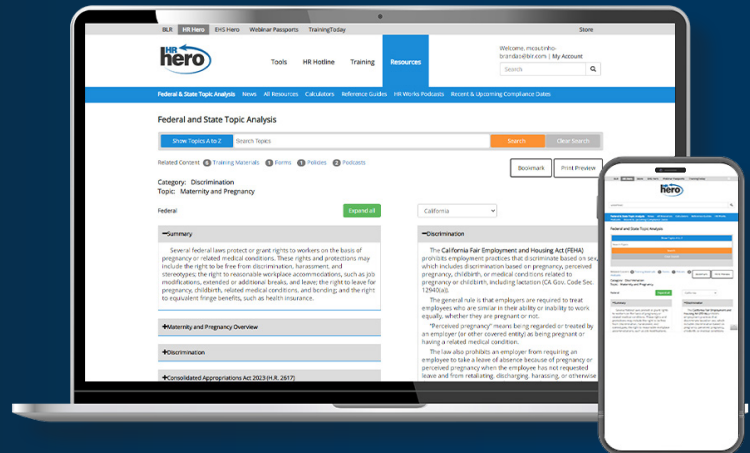 BLR HR Hero EHS Hero Webinar Passports TrainingToday Store
HR hero
Tools HR Hotline Training Resources
Welcome, mcoutinho-
brandao@blr.com | My Account
Search
Federal & State Topic Analysis News All Resources Calculators Reference Guides HR Works Podcasts Recent & Upcoming Compliance Dates
Federal and State Topic Analysis
Show Topics A to Z Search Topics Search Clear Search
Related Content 6 Training Materials 1 Forms 1 Policies 2 Podcasts
Bookmark Print Preview
Category: Discrimination
Topic: Maternity and Pregnancy
Federal Expand all
Summary
Several federal laws protect or grant rights to workers on the basis of
pregnancy or related medical conditions. These rights and protections may
include the right to be free from discrimination, harassment, and
stereotypes; the right to reasonable workplace accommodations, such as job
modifications, extended or additional breaks, and leave; the right to leave for
pregnancy, childbirth, related medical conditions, and bonding; and the right
to equivalent fringe benefits, such as health insurance.
Maternity and Pregnancy Overview
Discrimination
Consolidated Appropriations Act 2023 (H.R. 2617)
California
Discrimination
The California Fair Employment and Housing Act (FEHA)
prohibits employment practices that discriminate based on sex,
which includes discrimination based on pregnancy, perceived
pregnancy, childbirth, or medical conditions related to
pregnancy or childbirth, including lactation (CA Gov. Code Sec.
12940(a)).
The general rule is that employers are required to treat
employees who are similar in their ability or inability to work
equally, whether they are pregnant or not.
"Perceived pregnancy" means being regarded or treated by
an employer (or other covered entity) as being pregnant or
having a related medical condition.
The law also prohibits an employer from requiring an
employee to take a leave of absence because of pregnancy or
perceived pregnancy when the employee has not requested
leave and from retaliating, discharging, harassing, or otherwise
HR hero
Federal and State Topic Analysis